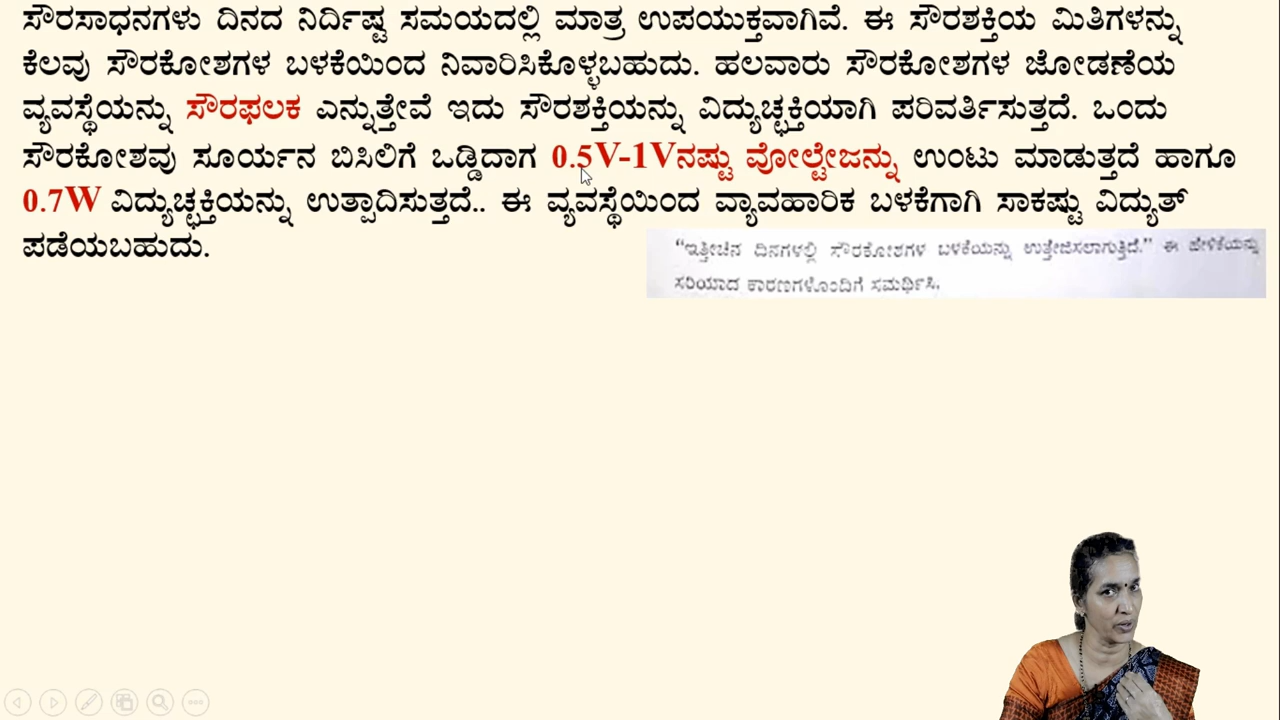 ಸೌರಸಾಧನಗಳು ದಿನದ ನಿರ್ದಿಷ್ಟ ಸಮಯದಲ್ಲಿ ಮಾತ್ರ ಉಪಯುಕ್ತವಾಗಿವೆ. ಈ ಸೌರಶಕ್ತಿಯ ಮಿತಿಗಳನ್ನು
ಕೆಲವು ಸೌರಕೋಶಗಳ ಬಳಕೆಯಿಂದ ನಿವಾರಿಸಿಕೊಳ್ಳಬಹುದು. ಹಲವಾರು ಸೌರಕೋಶಗಳ ಜೋಡಣೆಯ
ವ್ಯವಸ್ಥೆಯನ್ನು ಸೌರಫಲಕ ಎನ್ನುತ್ತೇವೆ ಇದು ಸೌರಶಕ್ತಿಯನ್ನು ವಿದ್ಯುಚ್ಛಕ್ತಿಯಾಗಿ ಪರಿವರ್ತಿಸುತ್ತದೆ. ಒಂದು
ಸೌರಕೋಶವು ಸೂರ್ಯನ ಬಿಸಿಲಿಗೆ ಒಡ್ಡಿದಾಗ 0.5V-1Vನಷ್ಟು ವೋಲ್ಟೇಜನ್ನು ಉಂಟು ಮಾಡುತ್ತದೆ ಹಾಗೂ
0.7W ವಿದ್ಯುಚ್ಛಕ್ತಿಯನ್ನು ಉತ್ಪಾದಿಸುತ್ತದೆ.. ಈ ವ್ಯವಸ್ಥೆಯಿಂದ ವ್ಯಾವಹಾರಿಕ ಬಳಕೆಗಾಗಿ ಸಾಕಷ್ಟು ವಿದ್ಯುತ್
ಪಡೆಯಬಹುದು.
“ಇತ್ತೀಚಿನ ದಿನಗಳಲ್ಲಿ ಸೌರಕೋಶಗಳ ಬಳಕೆಯನ್ನು ಉತ್ತೇಜಿಸಲಾಗುತ್ತಿದೆ.” ಈ ಹೇಳಿಕೆಯನ್ನು
ಸರಿಯಾದ ಕಾರಣಗಳೊಂದಿಗೆ ಸಮರ್ಥಿಸಿ.